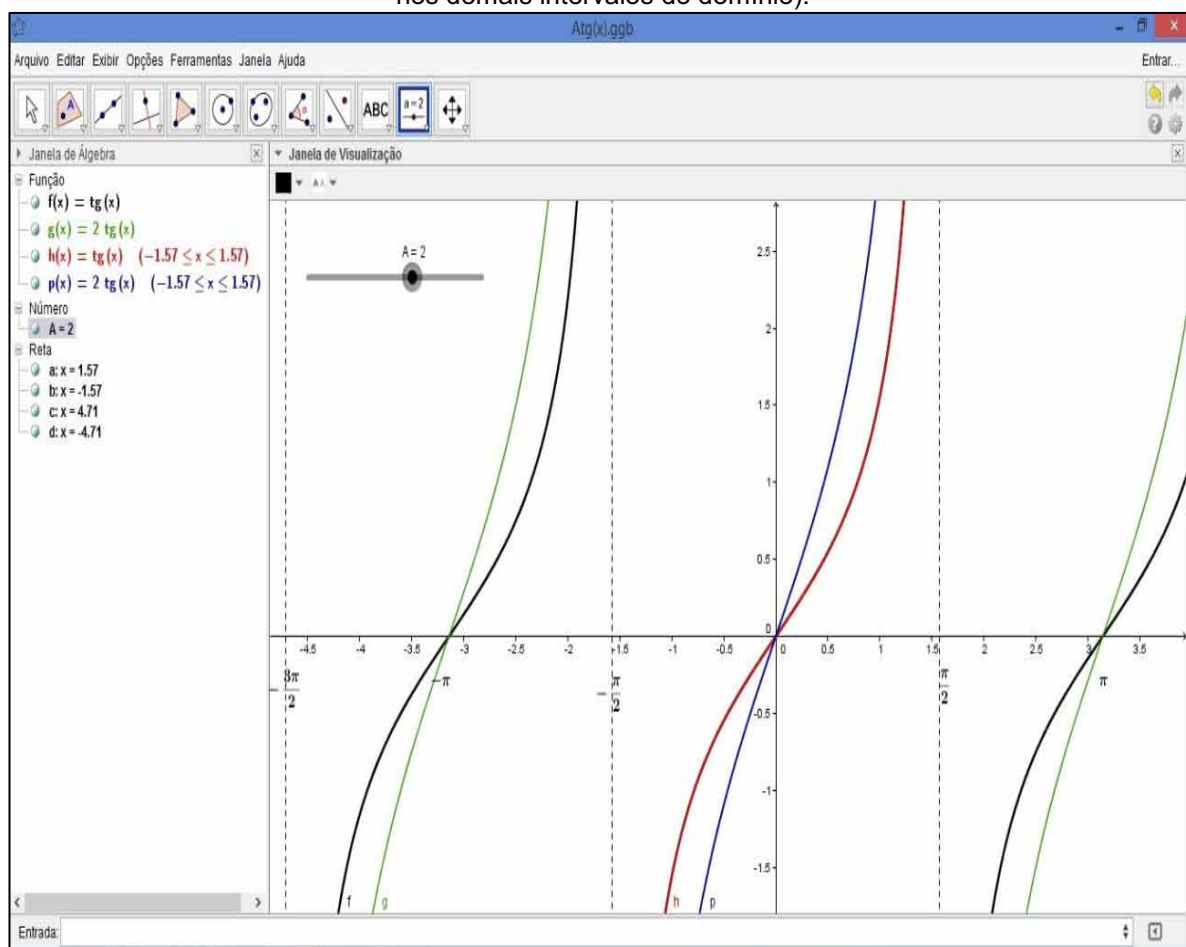 nos demais intervalos do domínio).
Atg(x).ggb
Arquivo Editar Exibir Opções Ferramentas Janela Ajuda
Entrar...
A
α
ABC
a=2
Janela de Álgebra
Janela de Visualização
Função
f(x) = tg (x)
g(x) = 2 tg (x)
h(x) = tg (x) (−1.57 ≤ x ≤ 1.57)
p(x) = 2 tg (x) (−1.57 ≤ x ≤ 1.57)
Número
A = 2
Reta
a: x = 1.57
b: x = -1.57
c: x = 4.71
d: x = -4.71
AA
A = 2
2.5
2
1.5
1
0.5
0
-4.5 -4 -3.5 -3 -2.5 -2 -1.5 -1 -0.5 0 0.5 1 1.5 2 2.5 3 3.5
-0.5
-1
-1.5
−3π/2
−π
−π/2
π/2
π
f g h p
Entrada: